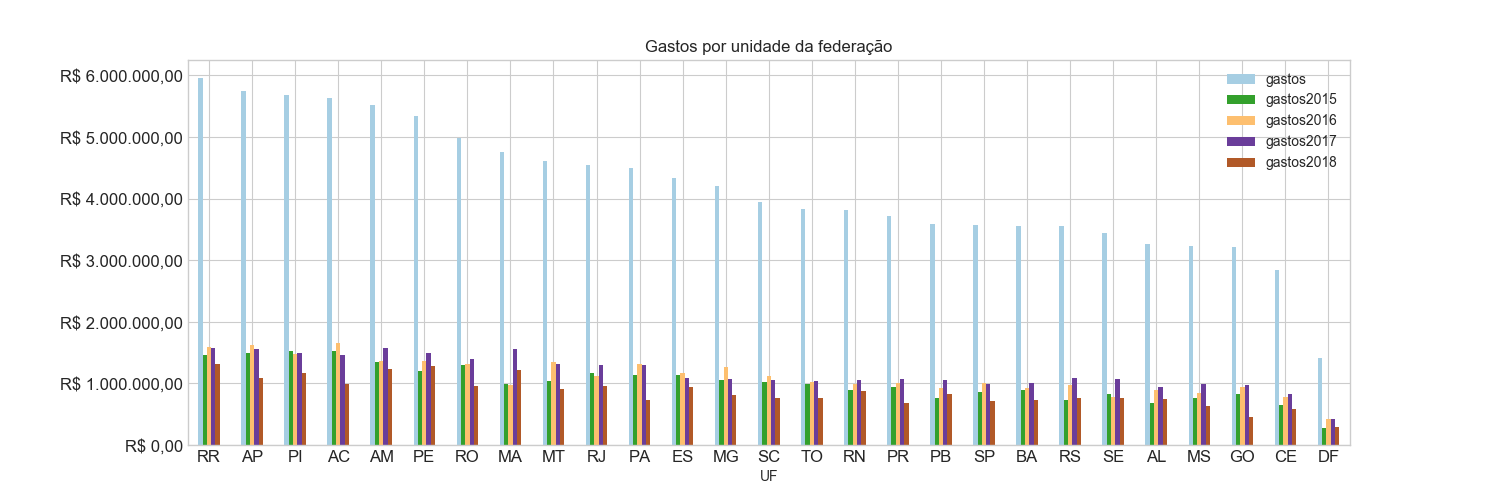 Gastos por unidade da federação
R$ 6.000.000,00
R$ 5.000.000,00
R$ 4.000.000,00
R$ 3.000.000,00
R$ 2.000.000,00
R$ 1.000.000,00
R$ 0,00
gastos
gastos2015
gastos2016
gastos2017
gastos2018
RR AP PI AC AM PE RO MA MT RJ PA ES MG SC TO RN PR PB SP BA RS SE AL MS GO CE DF
UF